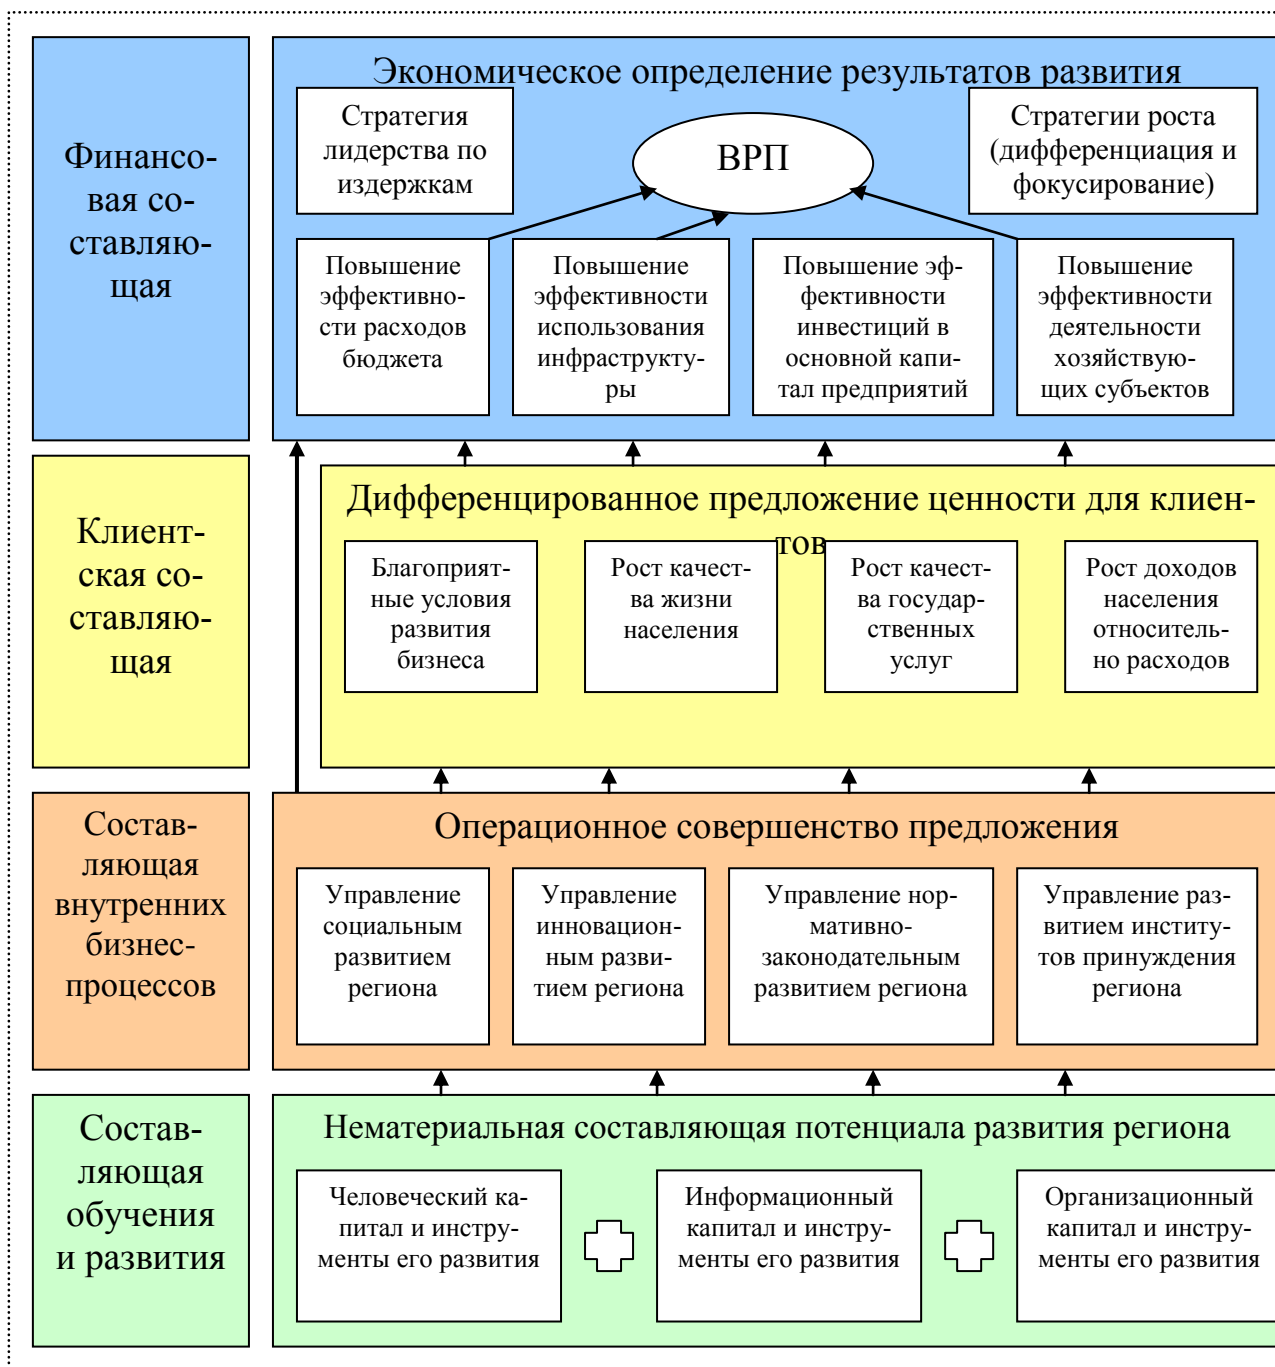 Финансо-
вая со-
ставляю-
щая
Экономическое определение результатов развития
Стратегия
лидерства по
издержкам
ВРП
Стратегии роста
(дифференциация и
фокусирование)
Повышение
эффективно-
сти расходов
бюджета
Повышение
эффективности
использования
инфраструкту-
ры
Повышение эф-
фективности
инвестиций в
основной капи-
тал предприятий
Повышение
эффективности
деятельности
хозяйствую-
щих субъектов
Клиент-
ская со-
ставляю-
щая
Дифференцированное предложение ценности для клиен-
тов
Благоприят-
ные условия
развития
бизнеса
Рост качест-
ва жизни
населения
Рост качест-
ва государ-
ственных
услуг
Рост доходов
населения
относитель-
но расходов
Состав-
ляющая
внутренних
бизнес-
процессов
Операционное совершенство предложения
Управление
социальным
развитием
региона
Управление
инновацион-
ным разви-
тием региона
Управление нор-
мативно-
законодательным
развитием региона
Управление раз-
витием институ-
тов принуждения
региона
Состав-
ляющая
обучения
и развития
Нематериальная составляющая потенциала развития региона
Человеческий ка-
питал и инстру-
менты его развития
Информационный
капитал и инстру-
менты его развития
Организационный
капитал и инстру-
менты его развития